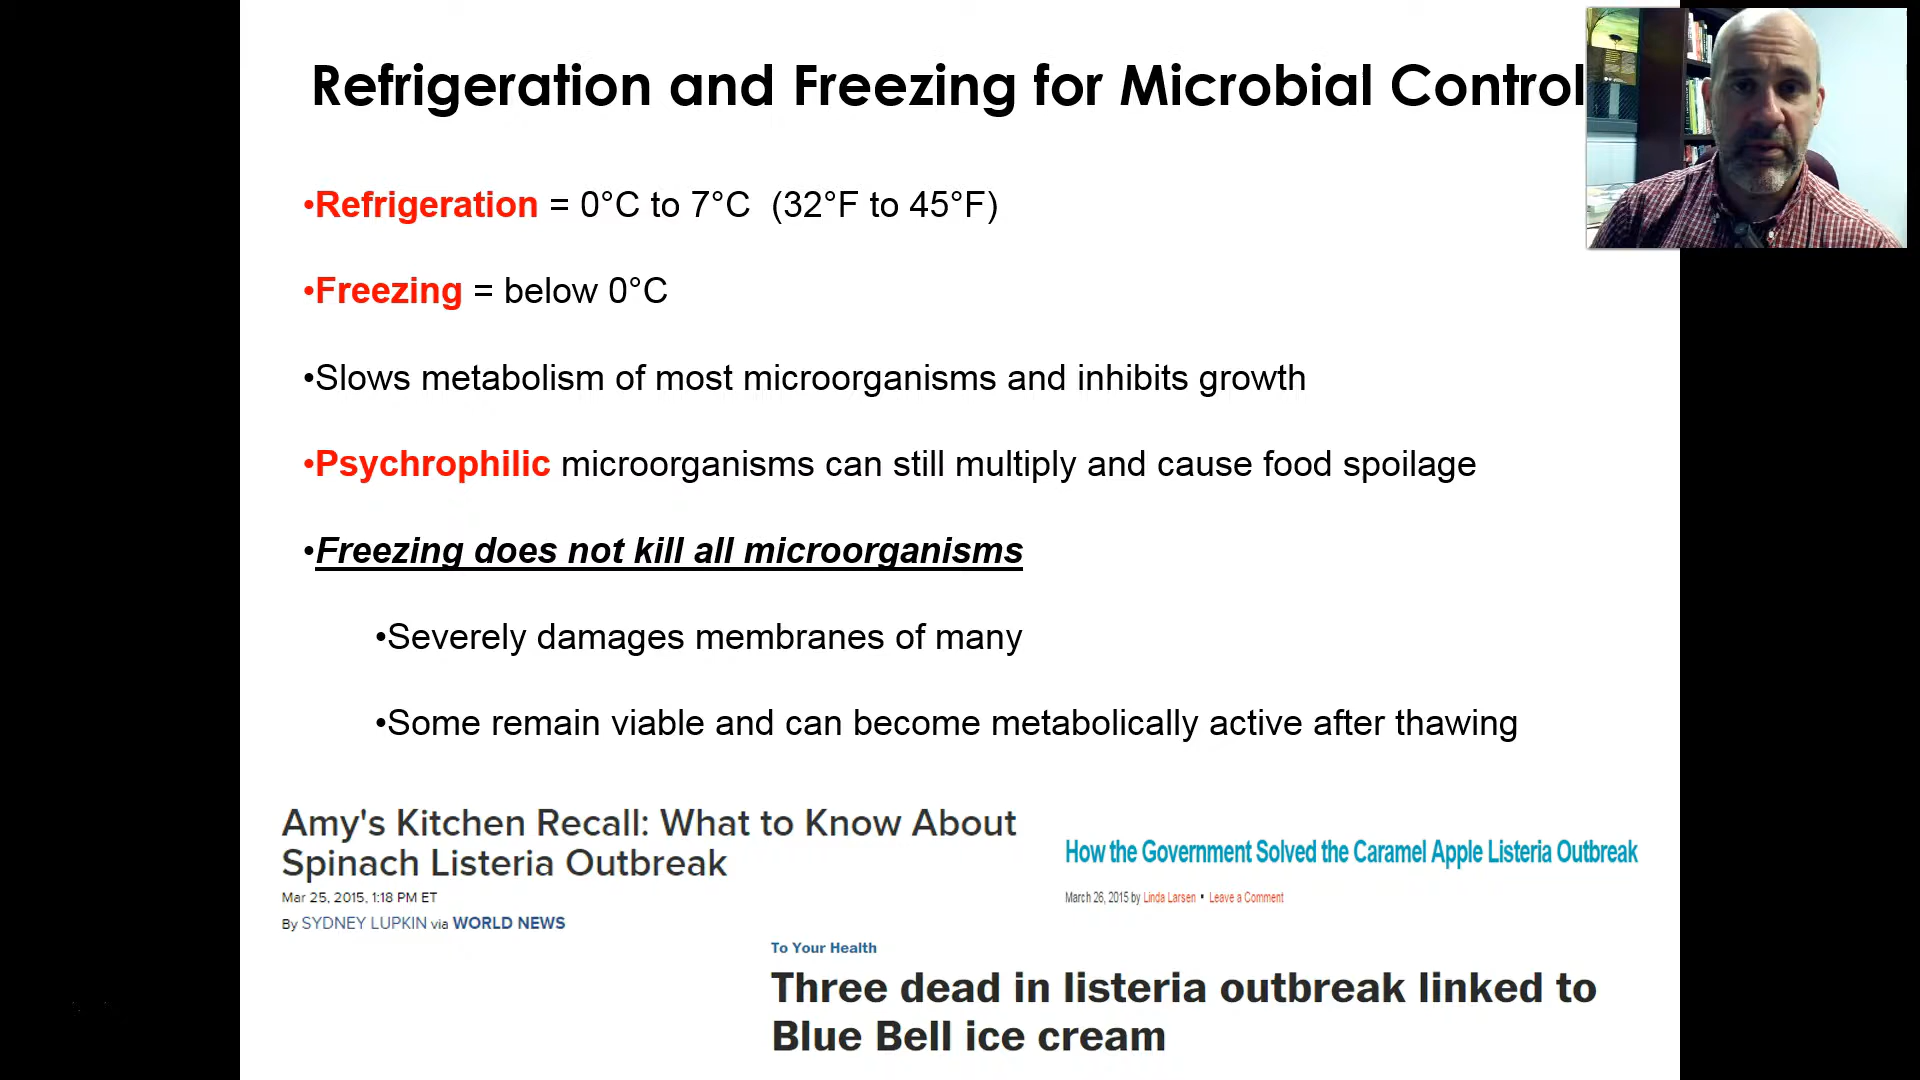 Refrigeration and Freezing for Microbial Control
•Refrigeration = 0°C to 7°C (32°F to 45°F)
•Freezing = below 0°C
•Slows metabolism of most microorganisms and inhibits growth
•Psychrophilic microorganisms can still multiply and cause food spoilage
•Freezing does not kill all microorganisms
•Severely damages membranes of many
•Some remain viable and can become metabolically active after thawing
Amy's Kitchen Recall: What to Know About
Spinach Listeria Outbreak
Mar 25, 2015, 1:18 PM ET
By SYDNEY LUPKIN via WORLD NEWS
How the Government Solved the Caramel Apple Listeria Outbreak
March 26, 2015 by Linda Larsen • Leave a Comment
To Your Health
Three dead in listeria outbreak linked to
Blue Bell ice cream